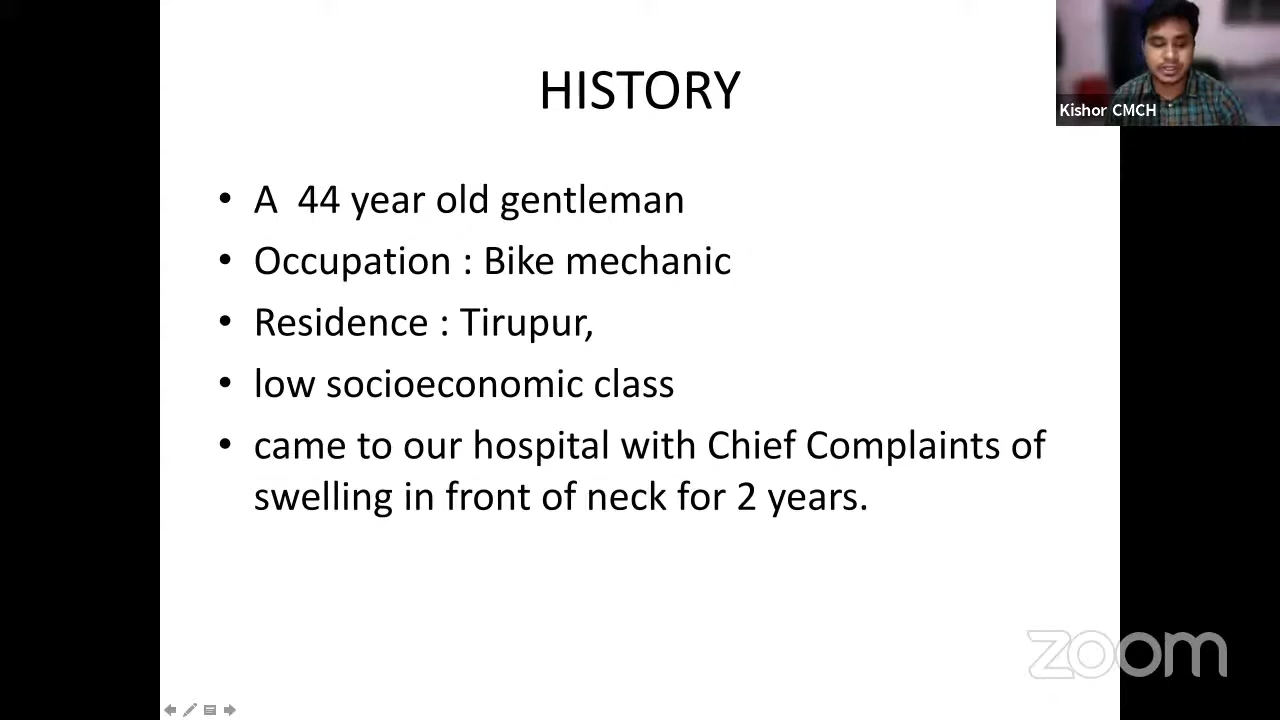 HISTORY
Kishor CMCH
• A 44 year old gentleman
• Occupation : Bike mechanic
• Residence : Tirupur,
• low socioeconomic class
• came to our hospital with Chief Complaints of
swelling in front of neck for 2 years.
zoom